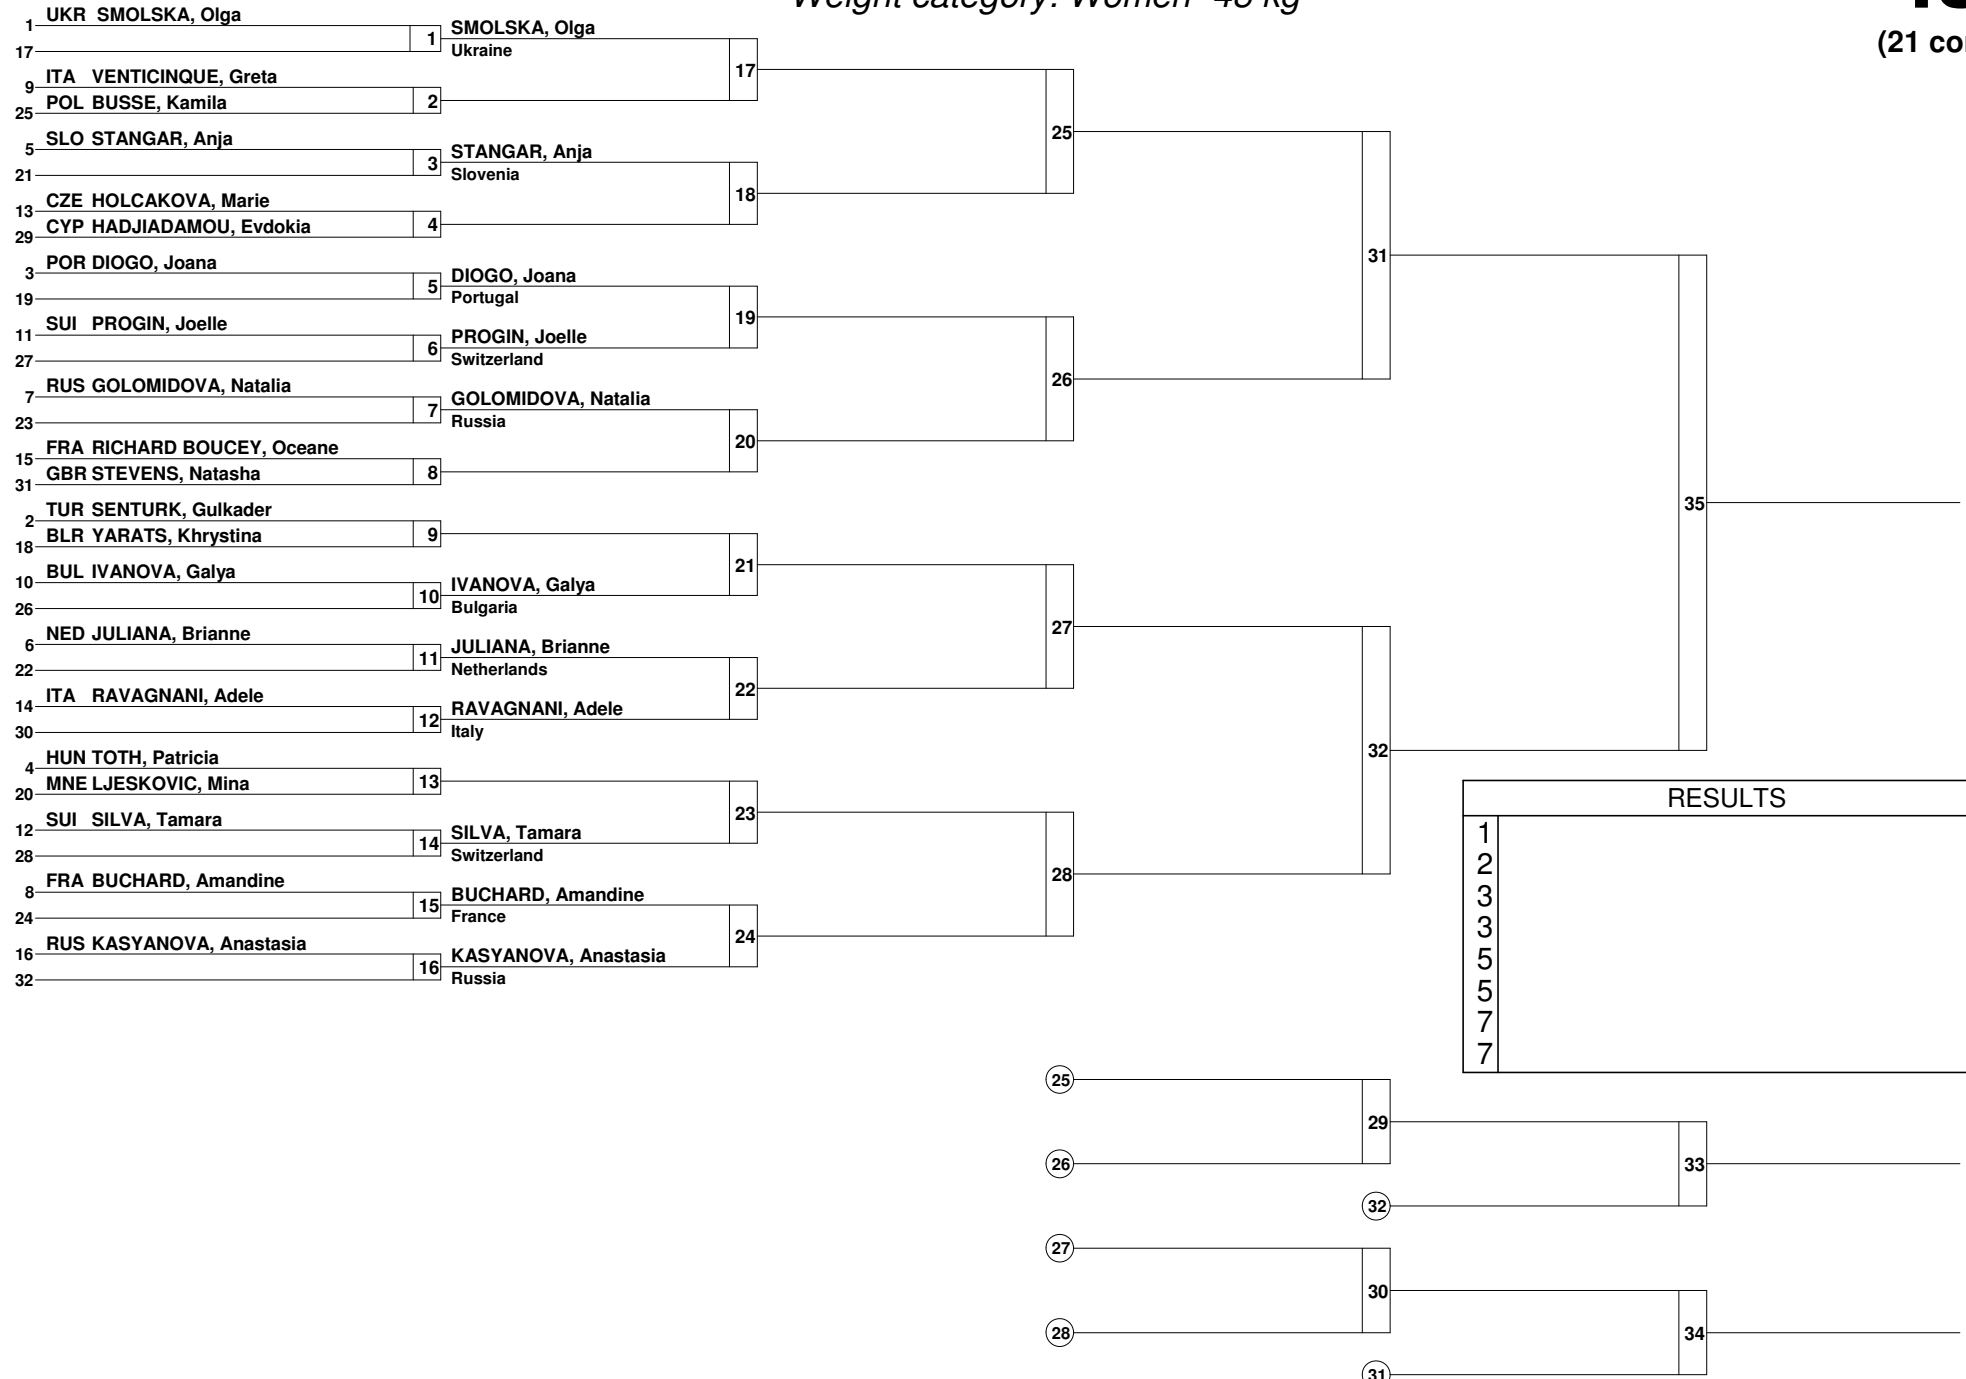 Weight category: Women -48 kg
(21 co
1 UKR SMOLSKA, Olga
17
1 SMOLSKA, Olga
Ukraine
9 ITA VENTICINQUE, Greta
25 POL BUSSE, Kamila
2
17
5 SLO STANGAR, Anja
21
3 STANGAR, Anja
Slovenia
13 CZE HOLCAKOVA, Marie
29 CYP HADJIADAMOU, Evdokia
4
18
25
3 POR DIOGO, Joana
19
5 DIOGO, Joana
Portugal
11 SUI PROGIN, Joelle
27
6 PROGIN, Joelle
Switzerland
19
7 RUS GOLOMIDOVA, Natalia
23
7 GOLOMIDOVA, Natalia
Russia
15 FRA RICHARD BOUCEY, Oceane
31 GBR STEVENS, Natasha
8
20
26
31
2 TUR SENTURK, Gulkader
18 BLR YARATS, Khrystina
9
10 BUL IVANOVA, Galya
26
10 IVANOVA, Galya
Bulgaria
21
6 NED JULIANA, Brianne
22
11 JULIANA, Brianne
Netherlands
14 ITA RAVAGNANI, Adele
30
12 RAVAGNANI, Adele
Italy
22
27
4 HUN TOTH, Patricia
20 MNE LJESKOVIC, Mina
13
12 SUI SILVA, Tamara
28
14 SILVA, Tamara
Switzerland
23
8 FRA BUCHARD, Amandine
24
15 BUCHARD, Amandine
France
16 RUS KASYANOVA, Anastasia
32
16 KASYANOVA, Anastasia
Russia
24
28
32
35
RESULTS
1
2
3
3
5
5
7
7
25
26
29
32
33
27
28
30
31
34